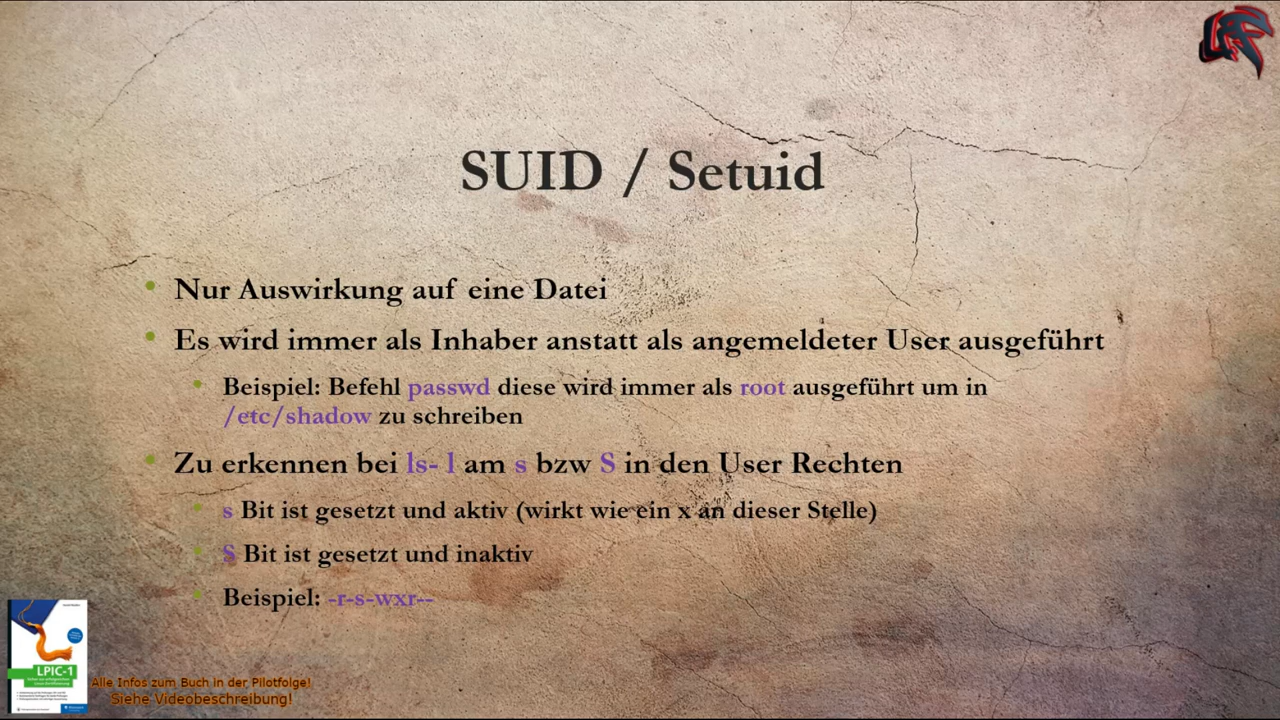 SUID / Setuid
Nur Auswirkung auf eine Datei
Es wird immer als Inhaber anstatt als angemeldeter User ausgeführt
Beispiel: Befehl passwd diese wird immer als root ausgeführt um in
/etc/shadow zu schreiben
Zu erkennen bei ls- l am s bzw S in den User Rechten
s Bit ist gesetzt und aktiv (wirkt wie ein x an dieser Stelle)
S Bit ist gesetzt und inaktiv
Beispiel: -r-s-wxr--
LPIC-1
Alle Infos zum Buch in der Pilotfolge!
Siehe Videobeschreibung!